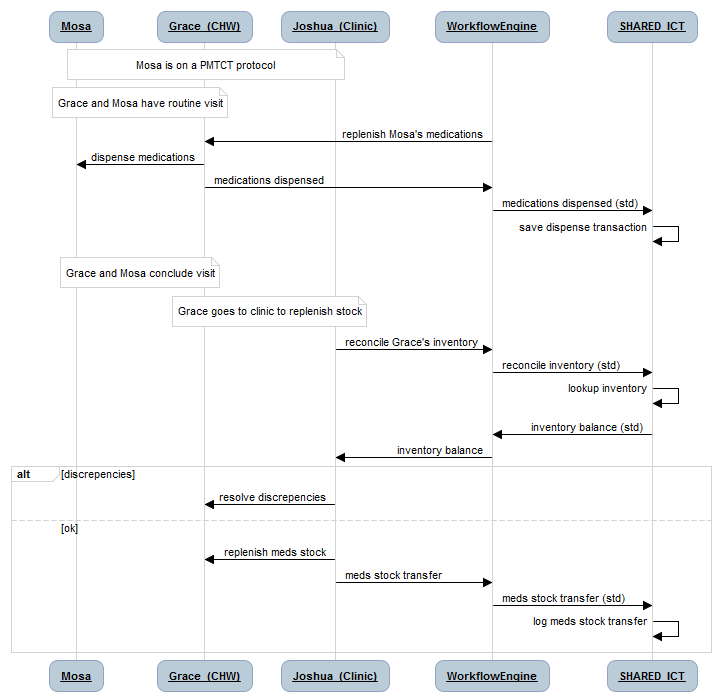 Mosa
Grace (CHW)
Joshua (Clinic)
WorkflowEngine
SHARED ICT
Mosa is on a PMTCT protocol
Grace and Mosa have routine visit
replenish Mosa's medications
dispense medications
medications dispensed
medications dispensed (std)
save dispense transaction
Grace and Mosa conclude visit
Grace goes to clinic to replenish stock
reconcile Grace's inventory
reconcile inventory (std)
lookup inventory
inventory balance (std)
inventory balance
alt
[discrepencies]
resolve discrepencies
[ok]
replenish meds stock
meds stock transfer
meds stock transfer (std)
log meds stock transfer
Mosa
Grace (CHW)
Joshua (Clinic)
WorkflowEngine
SHARED ICT